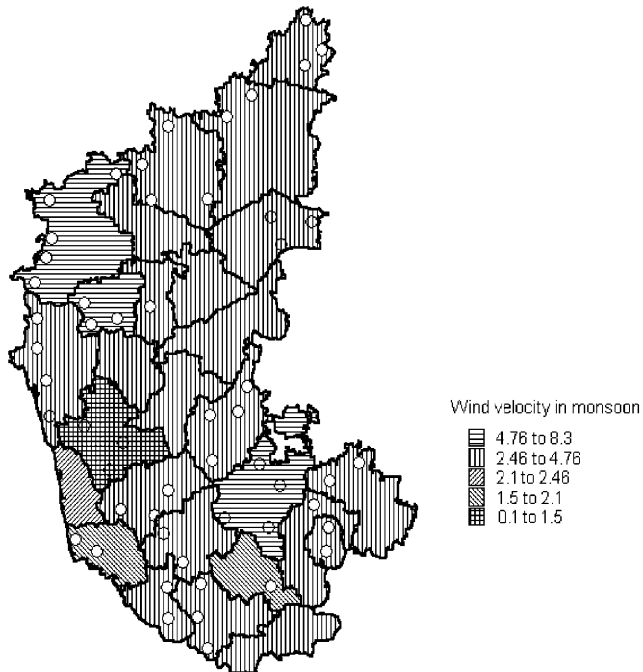 Wind velocity in monsoon
4.76 to 8.3
2.46 to 4.76
2.1 to 2.46
1.5 to 2.1
0.1 to 1.5